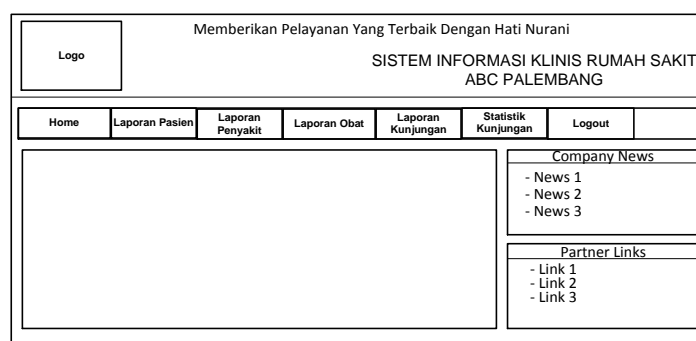 Memberikan Pelayanan Yang Terbaik Dengan Hati Nurani
Logo
SISTEM INFORMASI KLINIS RUMAH SAKIT
ABC PALEMBANG
Home
Laporan Pasien
Laporan
Penyakit
Laporan Obat
Laporan
Kunjungan
Statistik
Kunjungan
Logout
Company News
- News 1
- News 2
- News 3
Partner Links
- Link 1
- Link 2
- Link 3